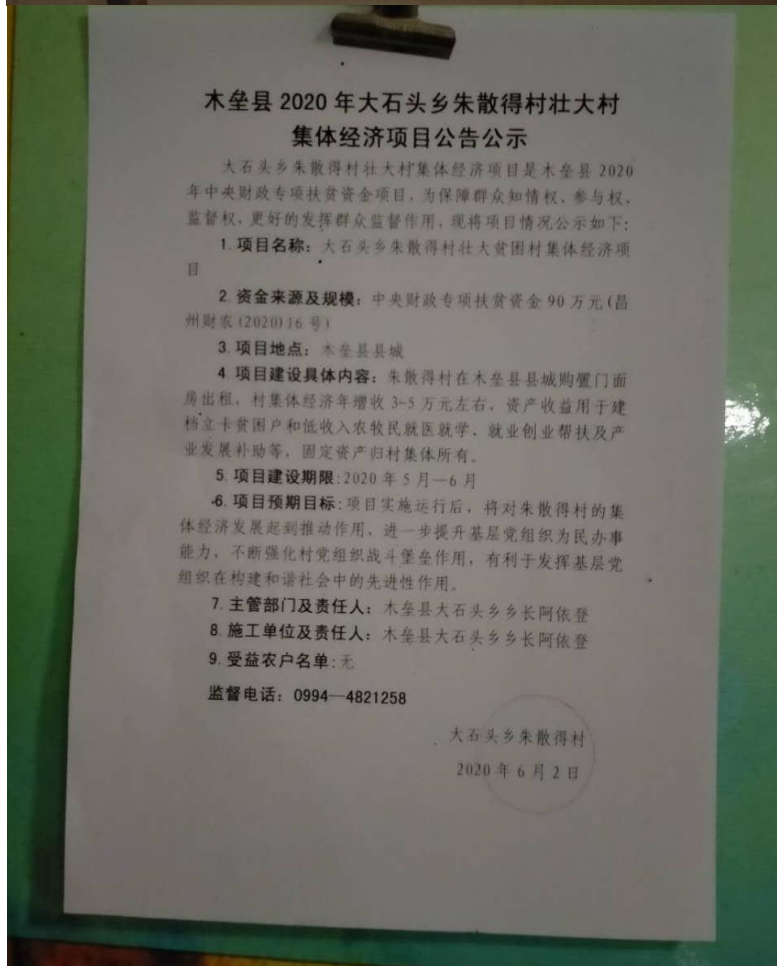 木垒县2020年大石头乡朱散得村壮大村
集体经济项目公告公示
大石头乡朱散得村壮大村集体经济项目是木垒县2020
年中央财政专项扶贫资金项目，为保障群众知情权、参与权、
监督权、更好的发挥群众监督作用，现将项目情况公示如下：
1.项目名称：大石头乡朱散得村壮大贫困村集体经济项
目
2.资金来源及规模：中央财政专项扶贫资金90万元(昌
州财农(2020)16号)
3.项目地点：木垒县县城
4.项目建设具体内容：朱散得村在木垒县县城购置门面
房出租，村集体经济年增收3-5万元左右，资产收益用于建
档立卡贫困户和低收入农牧民就医就学、就业创业帮扶及产
业发展补助等，固定资产归村集体所有。
5.项目建设期限:2020年5月—6月
6.项目预期目标:项目实施运行后，将对朱散得村的集
体经济发展起到推动作用，进一步提升基层党组织为民办事
能力，不断强化村党组织战斗堡垒作用，有利于发挥基层党
组织在构建和谐社会中的先进性作用。
7.主管部门及责任人：木垒县大石头乡乡长阿依登
8.施工单位及责任人：木垒县大石头乡乡长阿依登
9.受益农户名单:无
监督电话：0994—4821258
大石头乡朱散得村
2020年6月2日